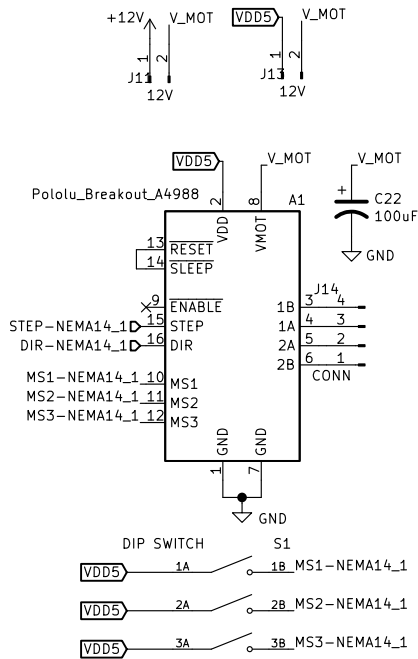 +12V V_MOT VDD5 V_MOT
1 2 1 2
J11 J13
12V 12V
VDD5 V_MOT V_MOT
Pololu_Breakout_A4988 2 8 A1 + C22
VDD VMOT 100uF
13 RESET GND
14 SLEEP
9 ENABLE J14
1B 3 4
STEP-NEMA14_1 15 STEP 1A 4 3
DIR-NEMA14_1 16 DIR 2A 5 2
2B 6 1
MS1-NEMA14_1 10 MS1 CONN
MS2-NEMA14_1 11 MS2
MS3-NEMA14_1 12 MS3
GND GND
1 7
GND
DIP SWITCH S1
VDD5 1A 1B MS1-NEMA14_1
VDD5 2A 2B MS2-NEMA14_1
VDD5 3A 3B MS3-NEMA14_1